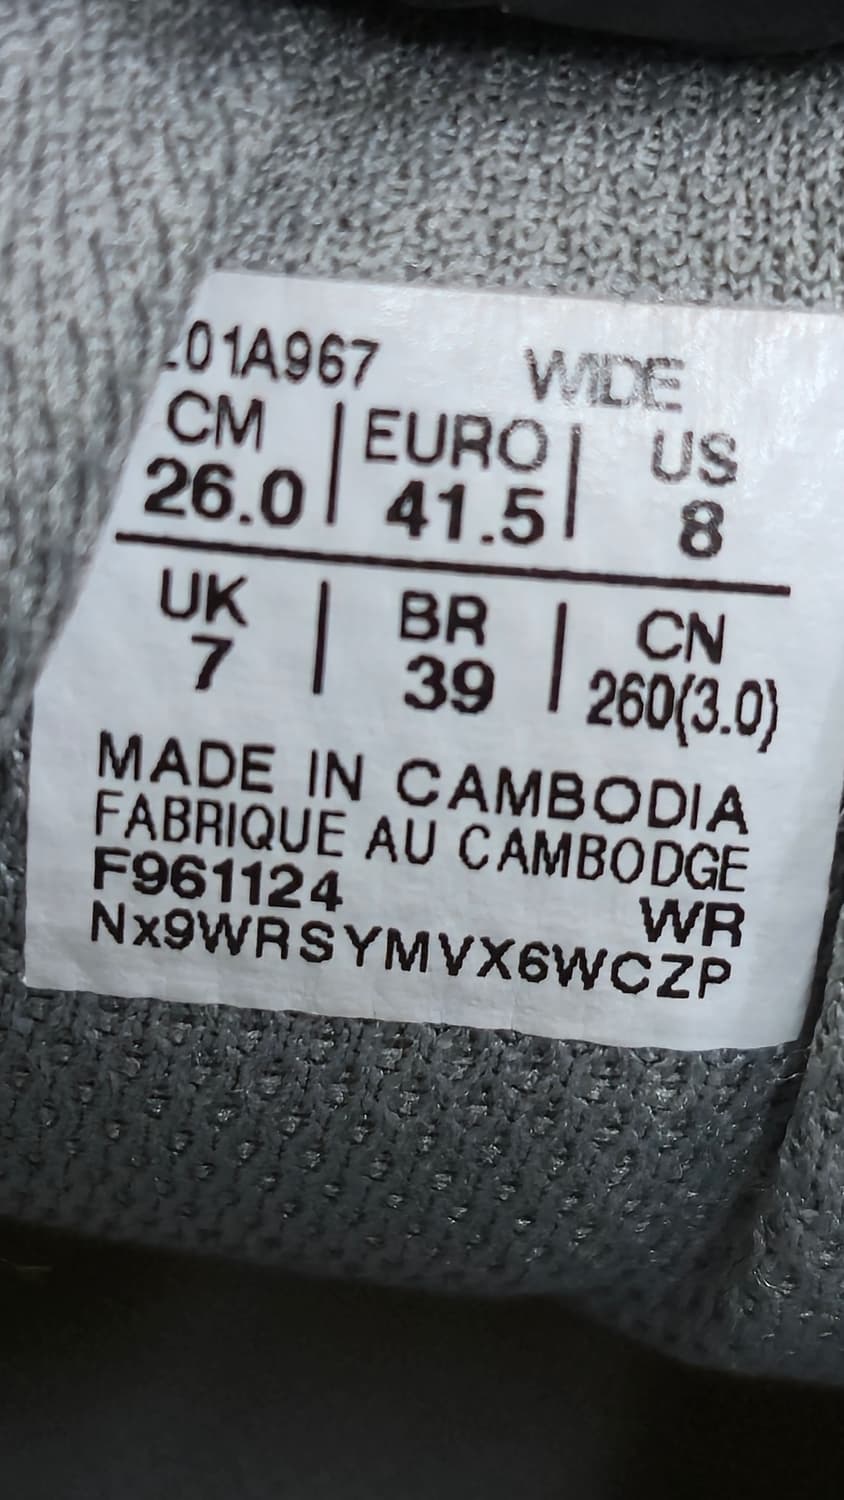 .01A967 WIDE
CM | EURO | US
26.0 | 41.5 | 8
UK | BR | CN
7 | 39 | 260(3.0)
MADE IN CAMBODIA
FABRIQUE AU CAMBODGE
F961124 WR
Nx9WRSYMVX6WCZP